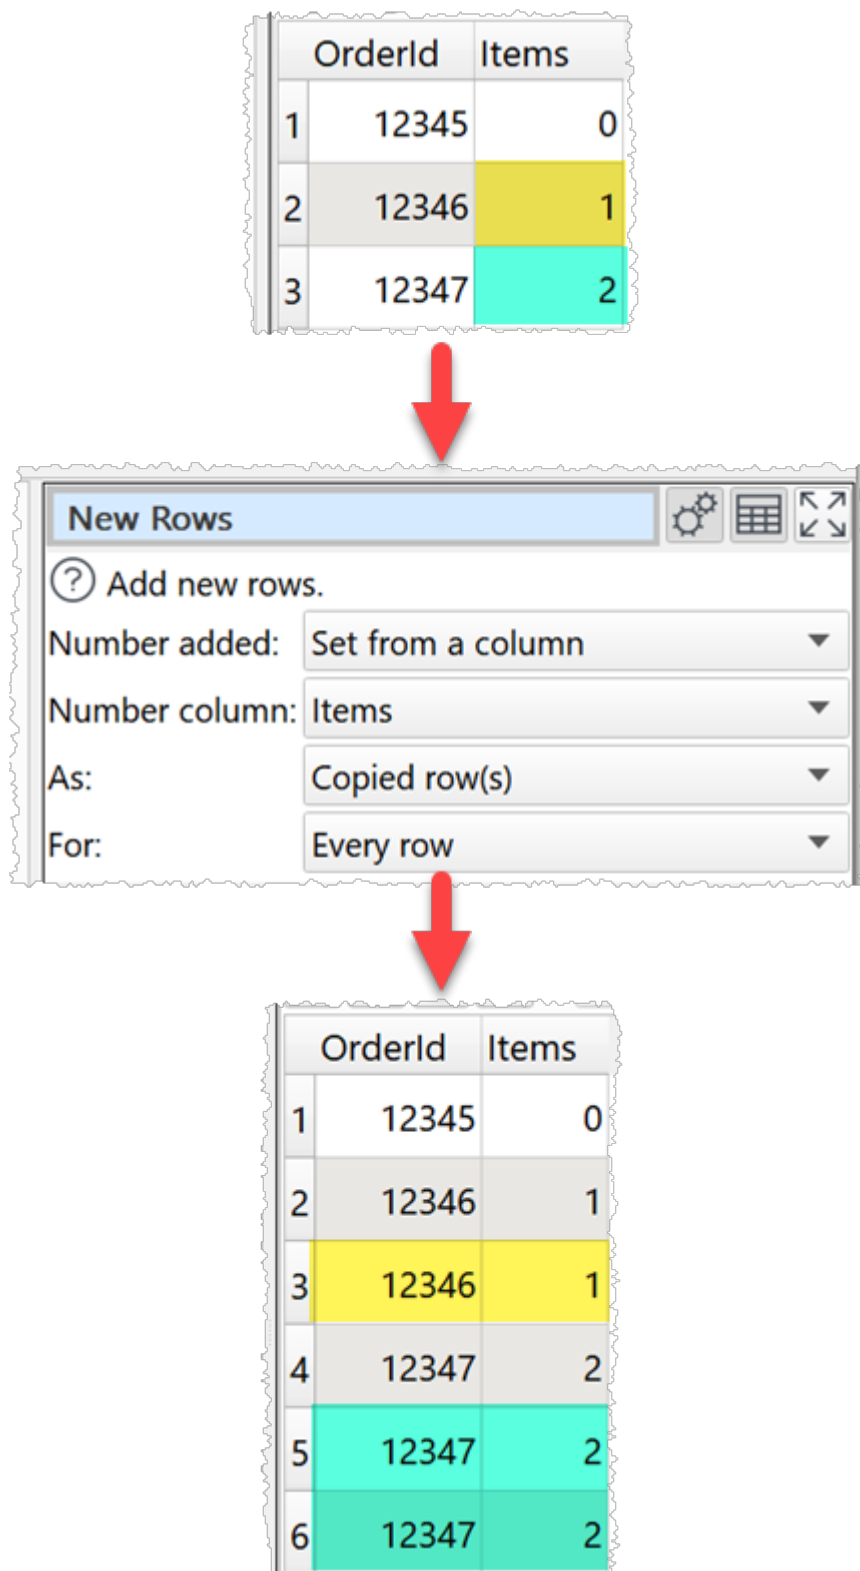 OrderId Items
1 12345 0
2 12346 1
3 12347 2
New Rows
? Add new rows.
Number added: Set from a column
Number column: Items
As: Copied row(s)
For: Every row
OrderId Items
1 12345 0
2 12346 1
3 12346 1
4 12347 2
5 12347 2
6 12347 2